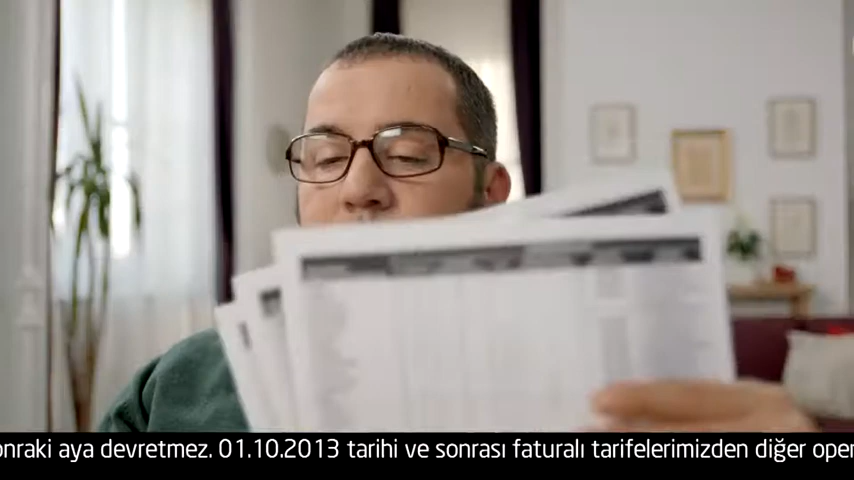 onraki aya devretmez. 01.10.2013 tarihi ve sonrası faturalı tarifelerimizden diğer oper